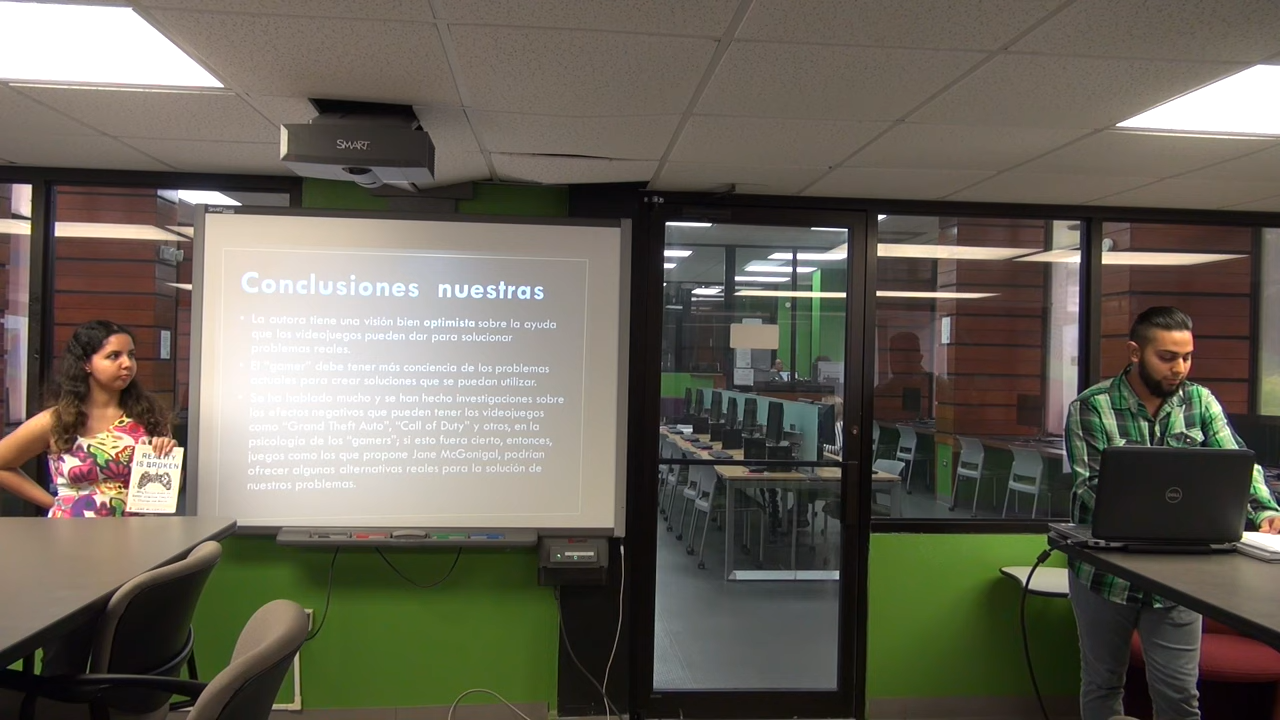 SMART
SMART
Conclusiones nuestras
• La autora tiene una visión bien optimista sobre la ayuda
que los videojuegos pueden dar para solucionar
problemas reales.
• El "gamer" debe tener más conciencia de los problemas
actuales para crear soluciones que se puedan utilizar.
• Se ha hablado mucho y se han hecho investigaciones sobre
los efectos negativos que pueden tener los videojuegos
como "Grand Theft Auto", "Call of Duty" y otros, en la
psicología de los "gamers"; si esto fuera cierto, entonces,
juegos como los que propone Jane McGonigal, podrían
ofrecer algunas alternativas reales para la solución de
nuestros problemas.
REALITY
IS BROKEN
DELL